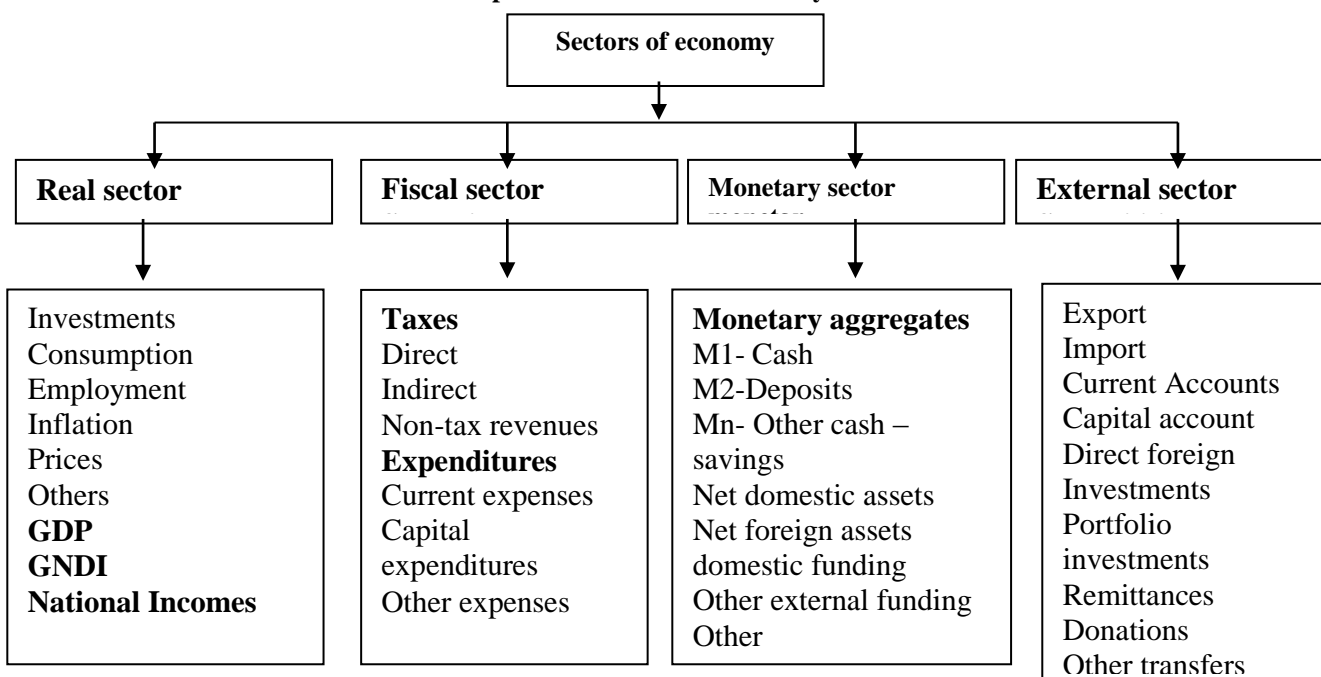 Sectors of economy
Real sector
Fiscal sector
Monetary sector
External sector
Investments
Consumption
Employment
Inflation
Prices
Others
GDP
GNDI
National Incomes
Taxes
Direct
Indirect
Non-tax revenues
Expenditures
Current expenses
Capital
expenditures
Other expenses
Monetary aggregates
M1- Cash
M2-Deposits
Mn- Other cash –
savings
Net domestic assets
Net foreign assets
domestic funding
Other external funding
Other
Export
Import
Current Accounts
Capital account
Direct foreign
Investments
Portfolio
investments
Remittances
Donations
Other transfers